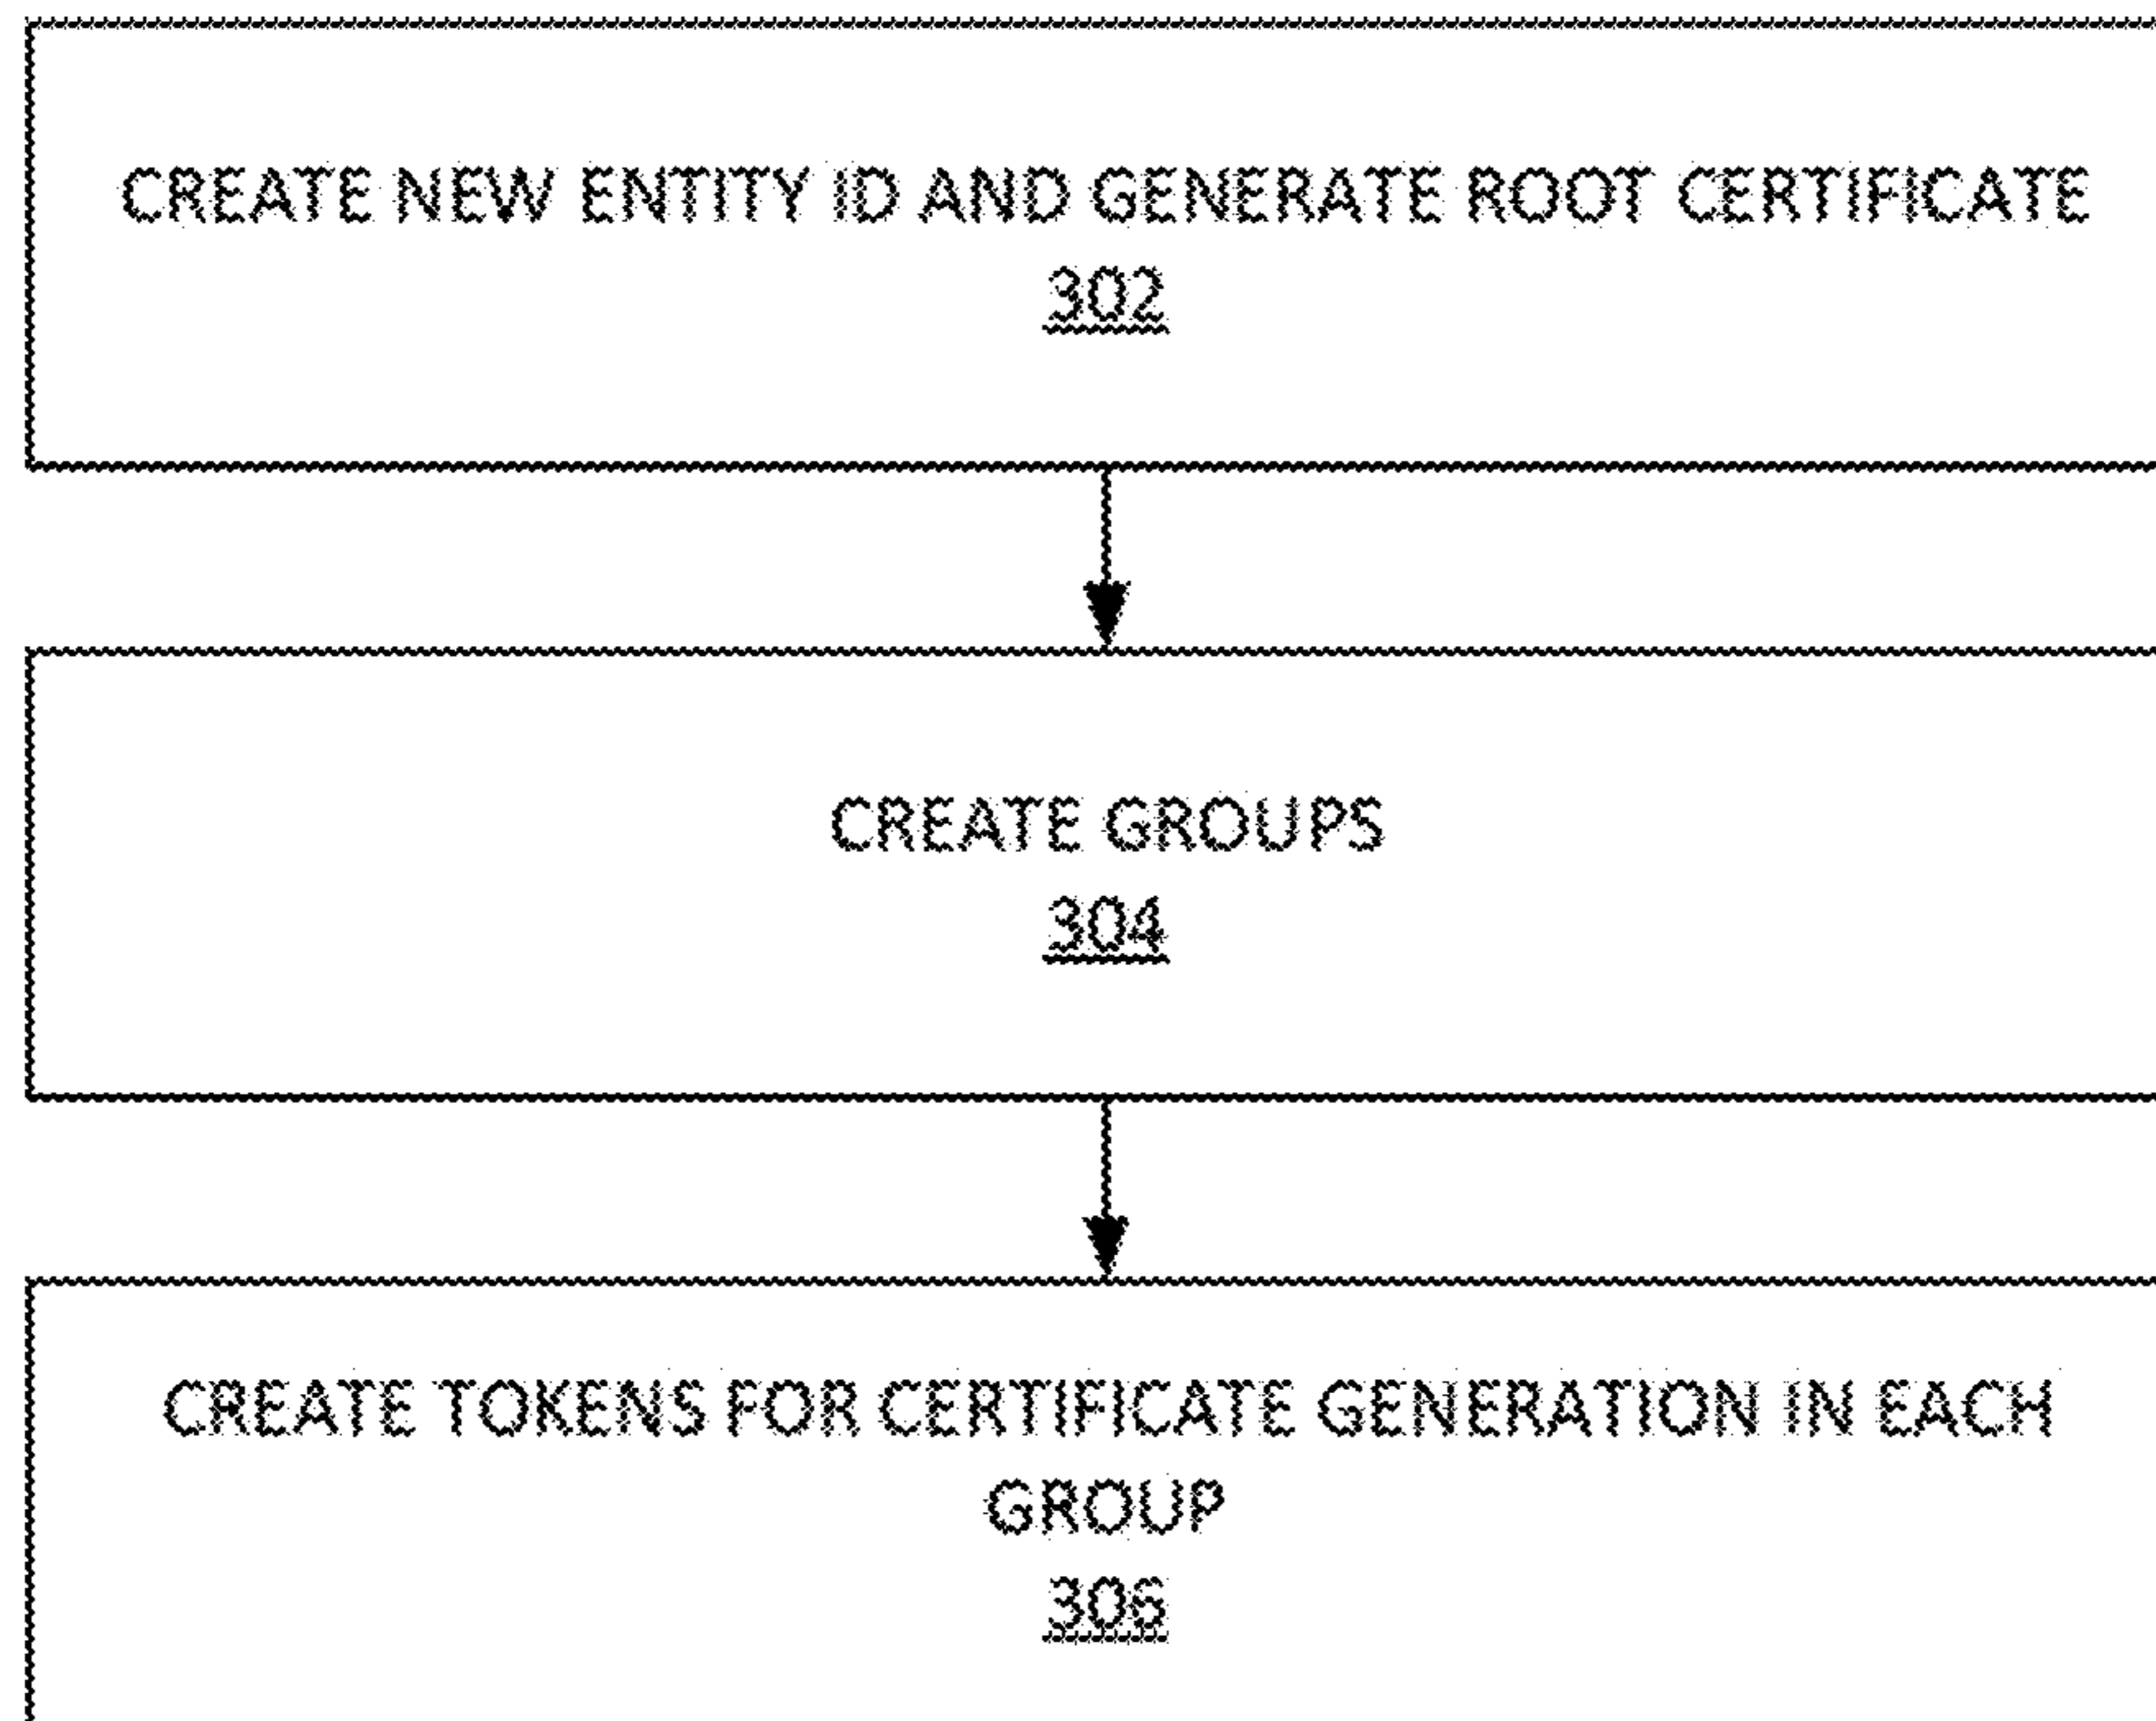 CREATE NEW ENTITY ID AND GENERATE ROOT CERTIFICATE
302
CREATE GROUPS
304
CREATE TOKENS FOR CERTIFICATE GENERATION IN EACH
GROUP
306